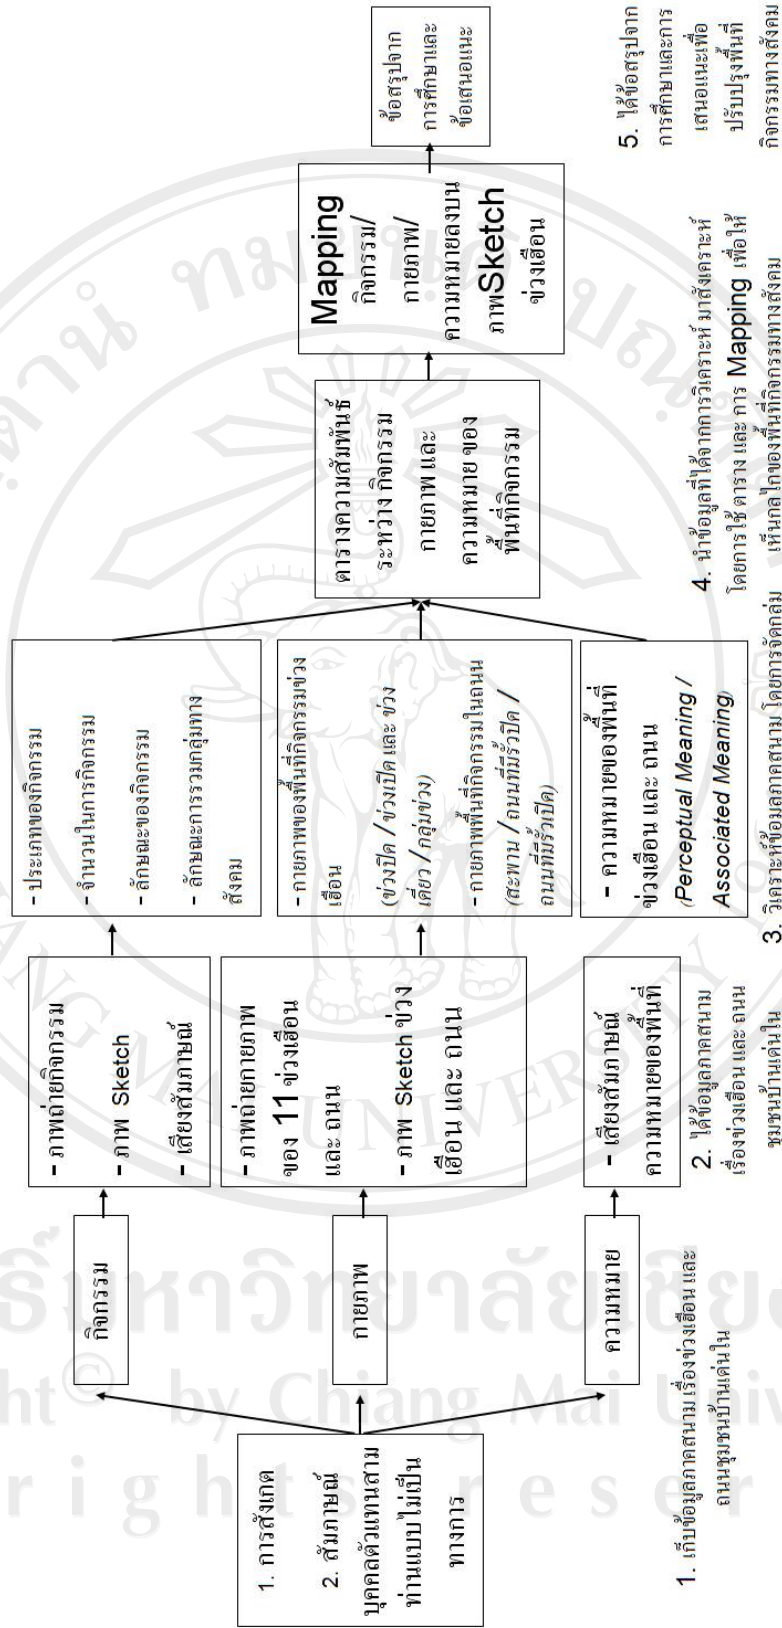 1. การสังเกต
2. สัมภาษณ์
บุคคลตัวแทนสาม
ท่านแบบไม่เป็น
ทางการ
กิจกรรม
กายภาพ
ความหมาย
- ภาพถ่ายกิจกรรม
- ภาพ Sketch
- เสียงสัมภาษณ์
- ภาพถ่ายกายภาพ
ของ 11 ข่วงเฮือน
และ ถนน
- ภาพ Sketch ข่วง
เฮือน และ ถนน
- เสียงสัมภาษณ์
ความหมายของพื้นที่
- ประเภทของกิจกรรม
- จำนวนในการกิจกรรม
- ลักษณะของกิจกรรม
- ลักษณะการรวมกลุ่มทาง
สังคม
- กายภาพของพื้นที่กิจกรรมข่วง
เฮือน
(ข่วงปิด / ข่วงเปิด และ ข่วง
เดี่ยว / กลุ่มข่วง)
- กายภาพพื้นที่กิจกรรมในถนน
(สะพาน / ถนนที่มีรั้วปิด /
ถนนที่มีรั้วเปิด)
- ความหมายของพื้นที่
ข่วงเฮือน และ ถนน
(Perceptual Meaning /
Associated Meaning)
ตารางความสัมพันธ์
ระหว่าง กิจกรรม
กายภาพ และ
ความหมาย ของ
พื้นที่กิจกรรม
Mapping
กิจกรรม/
กายภาพ/
ความหมายลงบน
ภาพSketch
ข่วงเฮือน
ข้อสรุปจาก
การศึกษาและ
ข้อเสนอแนะ
1. เก็บข้อมูลภาคสนาม เรื่องข่วงเฮือน และ
ถนนชุมชนบ้านเด่นใน
2. ได้ข้อมูลภาคสนาม
เรื่องข่วงเฮือน และ ถนน
ชุมชนบ้านเด่นใน
3. วิเคราะห์ข้อมูลภาคสนาม โดยการจัดกลุ่ม
4. นำข้อมูลที่ได้จากการวิเคราะห์ มาสังเคราะห์
โดยการใช้ ตาราง และ การ Mapping เพื่อให้
เห็นกลไกของพื้นที่กิจกรรมทางสังคม
5. ได้ข้อสรุปจาก
การศึกษาและการ
เสนอแนะเพื่อ
ปรับปรุงพื้นที่
กิจกรรมทางสังคม